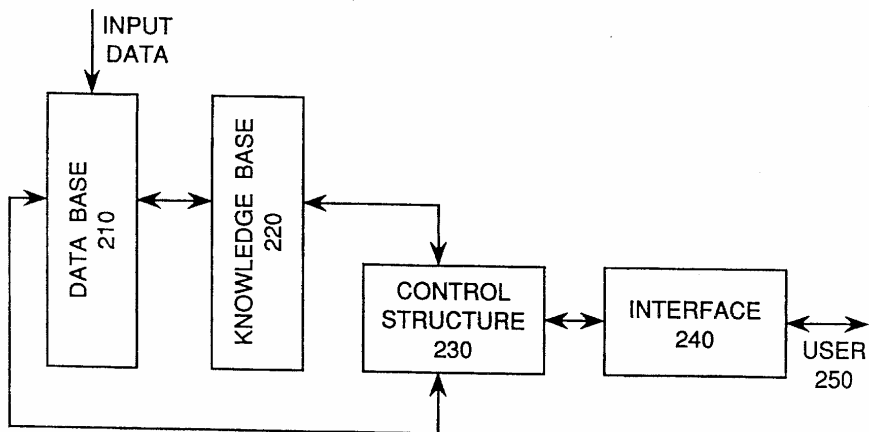 INPUT
DATA
DATA BASE
210
KNOWLEDGE BASE
220
CONTROL
STRUCTURE
230
INTERFACE
240
USER
250